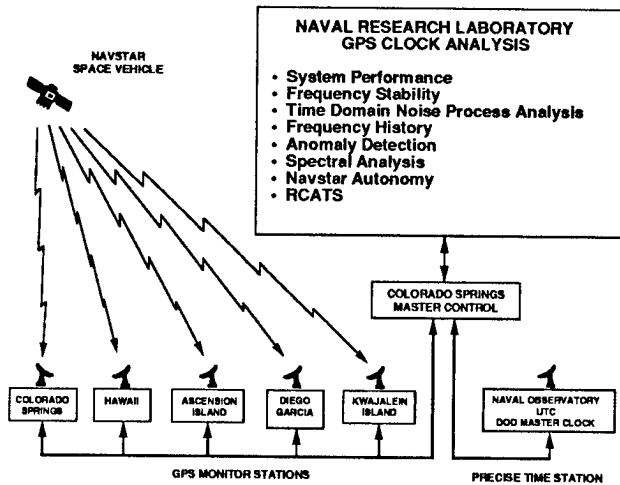 NAVSTAR
SPACE VEHICLE
NAVAL RESEARCH LABORATORY
GPS CLOCK ANALYSIS
• System Performance
• Frequency Stability
• Time Domain Noise Process Analysis
• Frequency History
• Anomaly Detection
• Spectral Analysis
• Navstar Autonomy
• RCATS
COLORADO SPRINGS
MASTER CONTROL
COLORADO
SPRINGS
HAWAII
ASCENSION
ISLAND
DIEGO
GARCIA
KWAJALEIN
ISLAND
NAVAL OBSERVATORY
UTC
DOD MASTER CLOCK
GPS MONITOR STATIONS
PRECISE TIME STATION